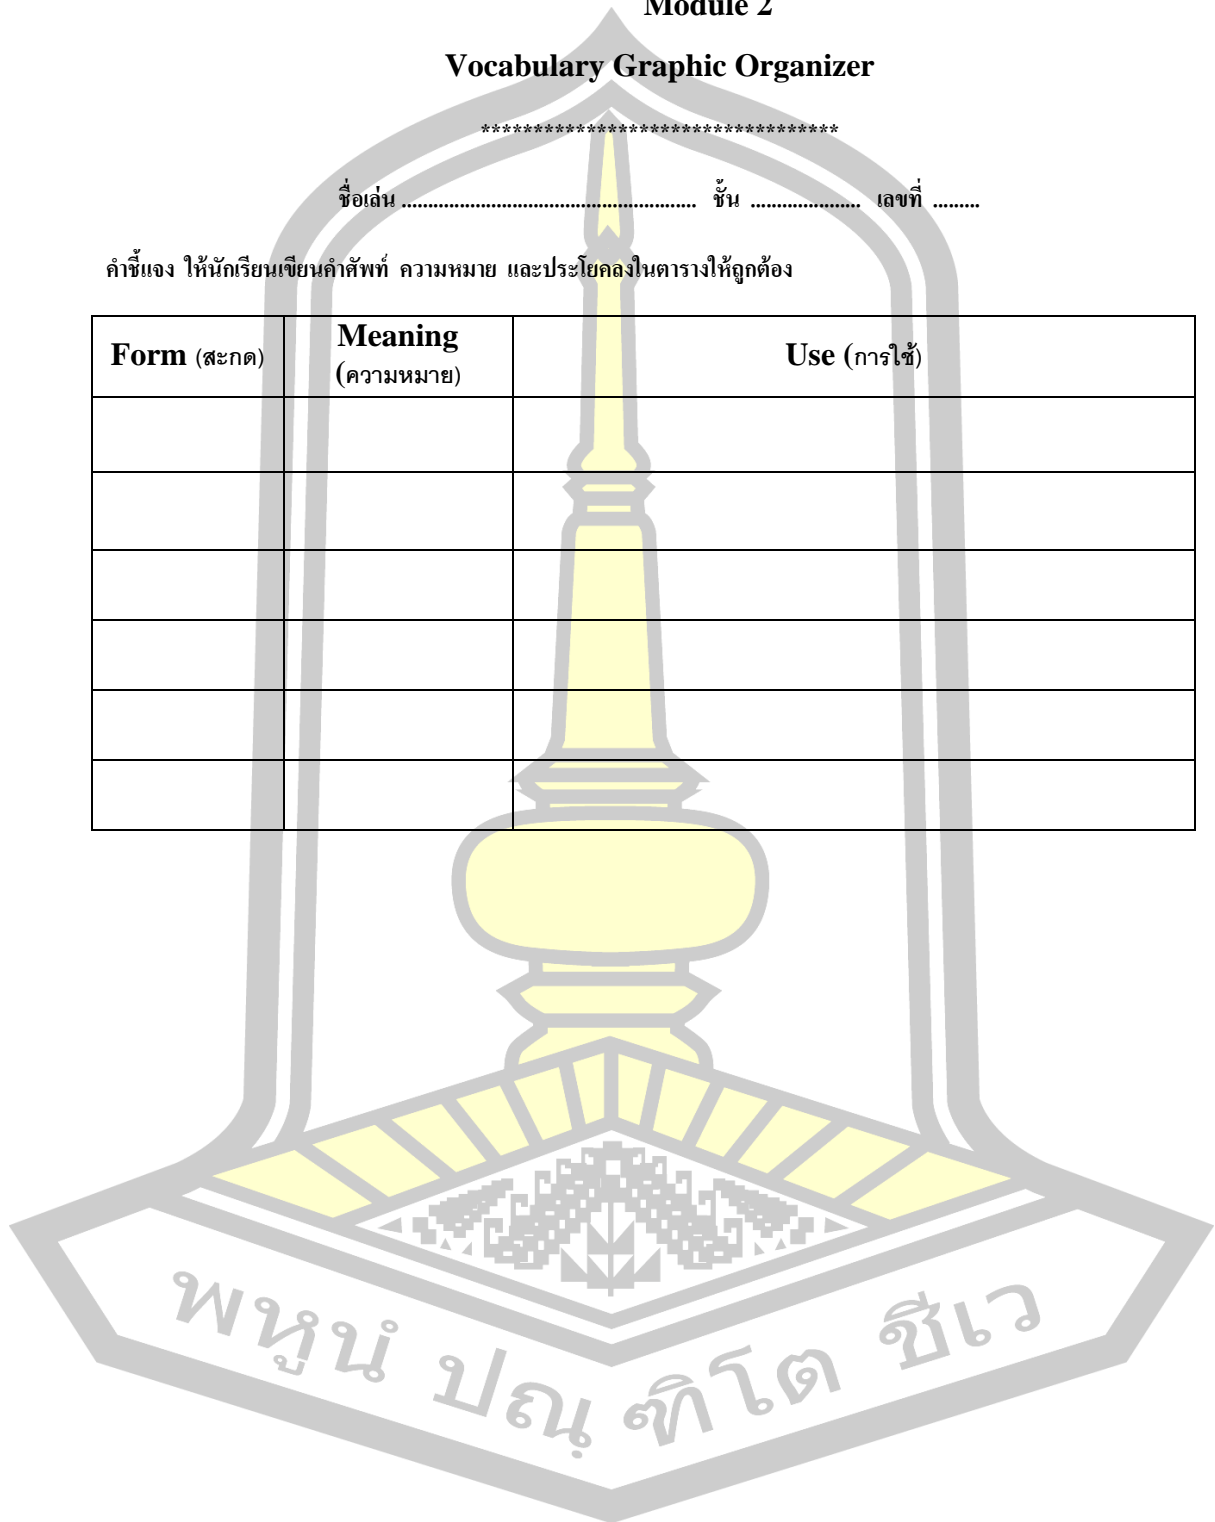 Module 2
Vocabulary Graphic Organizer
**********************************
ชื่อเล่น ........................................................ ชั้น ..................... เลขที่ .........
คำชี้แจง ให้นักเรียนเขียนคำศัพท์ ความหมาย และประโยคลงในตารางให้ถูกต้อง
Form (สะกด) Meaning (ความหมาย) Use (การใช้)
พหูนํ ปณฺฑิโต ชีเว